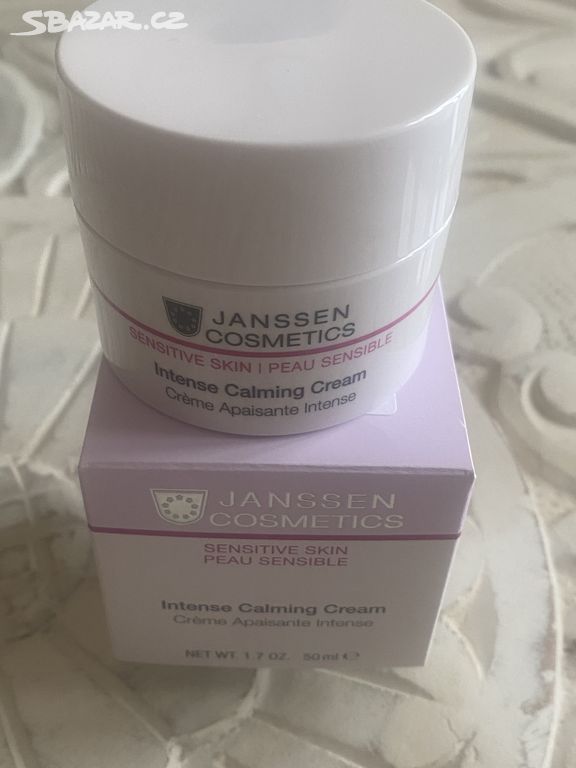 SBAZAR.CZ
JANSSEN
COSMETICS
SENSITIVE SKIN | PEAU SENSIBLE
Intense Calming Cream
Crème Apaisante Intense
JANSSEN
COSMETICS
SENSITIVE SKIN
PEAU SENSIBLE
Intense Calming Cream
Crème Apaisante Intense
NET WT. 1.7 OZ. 50 ml ℮